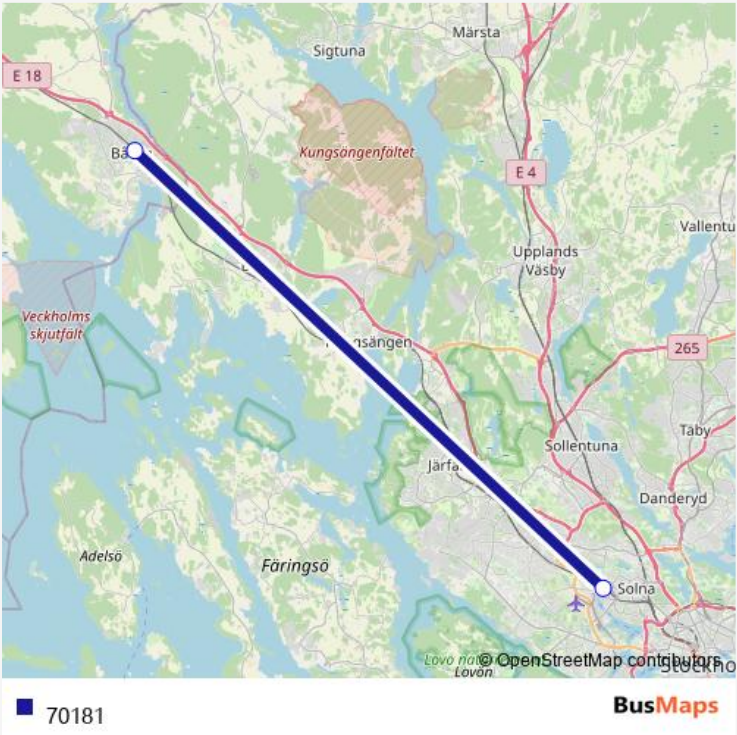 Märsta
Sigtuna
E 18
Kungsängenfältet
E 4
Vallentu
Upplands
Väsby
Veckholms
skjutfält
265
Täby
Sollentuna
Danderyd
Adelsö
Färingsö
Solna
© OpenStreetMap contributors
Lovön
70181
BusMaps